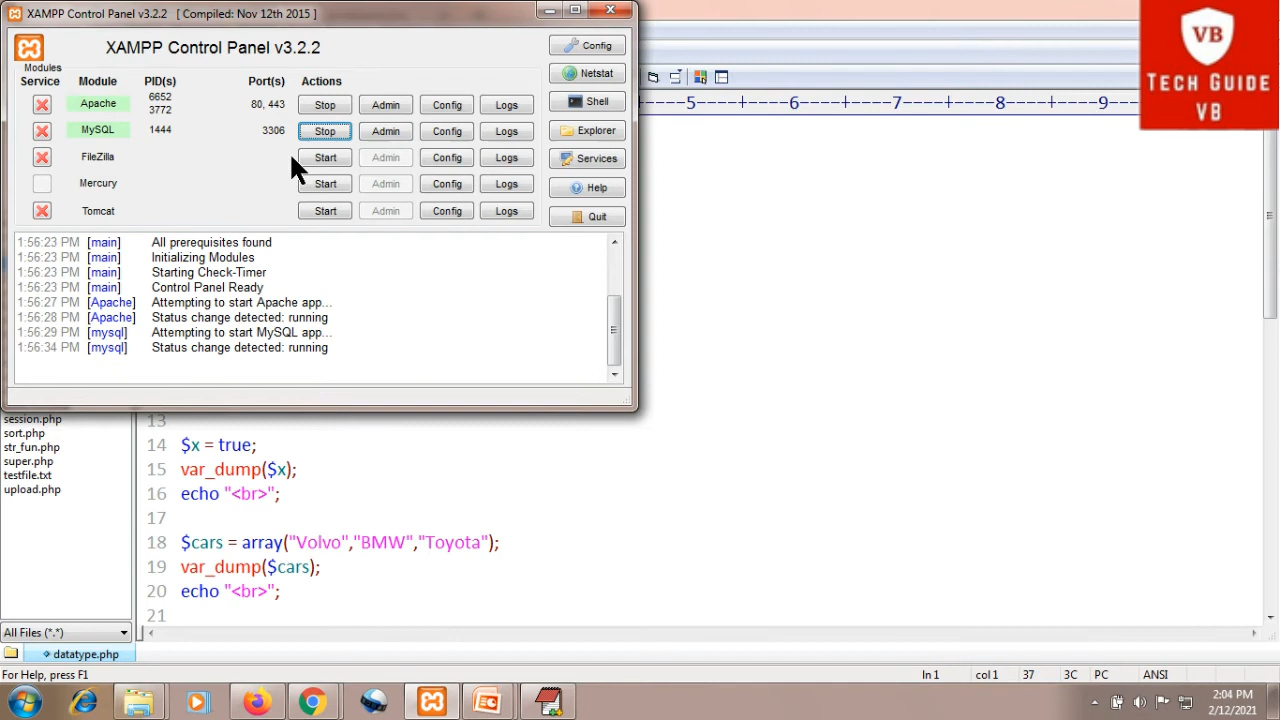 XAMPP Control Panel v3.2.2 [ Compiled: Nov 12th 2015 ]
XAMPP Control Panel v3.2.2
Modules
Service Module PID(s) Port(s) Actions
Apache 6652 3772 80, 443 Stop Admin Config Logs
MySQL 1444 3306 Stop Admin Config Logs
FileZilla Start Admin Config Logs
Mercury Start Admin Config Logs
Tomcat Start Admin Config Logs
Config
Netstat
Shell
Explorer
Services
Help
Quit
1:56:23 PM [main] All prerequisites found
1:56:23 PM [main] Initializing Modules
1:56:23 PM [main] Starting Check-Timer
1:56:23 PM [main] Control Panel Ready
1:56:27 PM [Apache] Attempting to start Apache app...
1:56:28 PM [Apache] Status change detected: running
1:56:29 PM [mysql] Attempting to start MySQL app...
1:56:34 PM [mysql] Status change detected: running
VB
TECH GUIDE
VB
----+----5----+----6----+----7----+----8----+----9----+--
session.php
sort.php
str_fun.php
super.php
testfile.txt
upload.php
All Files (*.*)
datatype.php
13
14 $x = true;
15 var_dump($x);
16 echo "<br>";
17
18 $cars = array("Volvo","BMW","Toyota");
19 var_dump($cars);
20 echo "<br>";
21
For Help, press F1 ln 1 col 1 37 3C PC ANSI
2:04 PM
2/12/2021